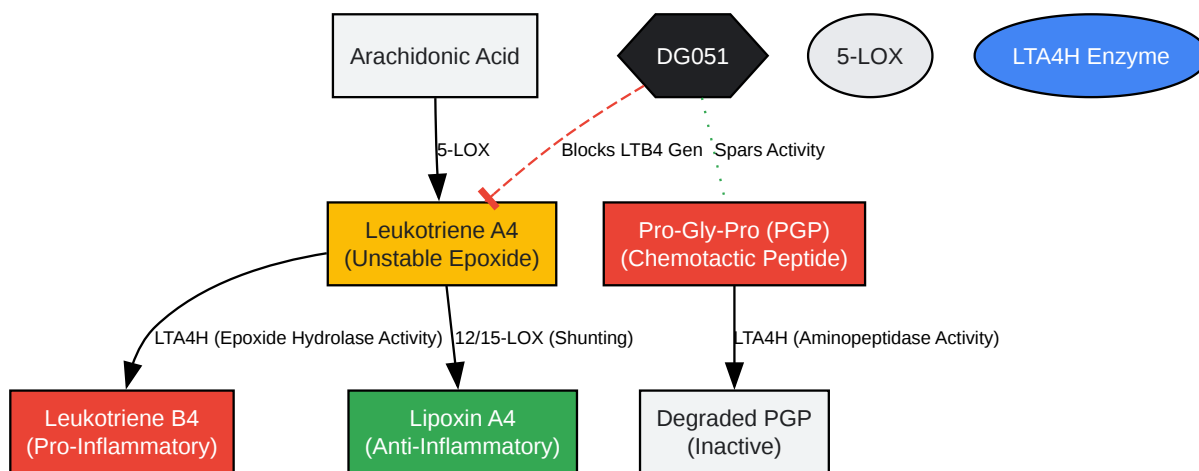 Arachidonic Acid
DG051
5-LOX
LTA4H Enzyme
5-LOX
Blocks LTB4 Gen
Spars Activity
Leukotriene A4
(Unstable Epoxide)
Pro-Gly-Pro (PGP)
(Chemotactic Peptide)
LTA4H (Epoxide Hydrolase Activity)
12/15-LOX (Shunting)
LTA4H (Aminopeptidase Activity)
Leukotriene B4
(Pro-Inflammatory)
Lipoxin A4
(Anti-Inflammatory)
Degraded PGP
(Inactive)